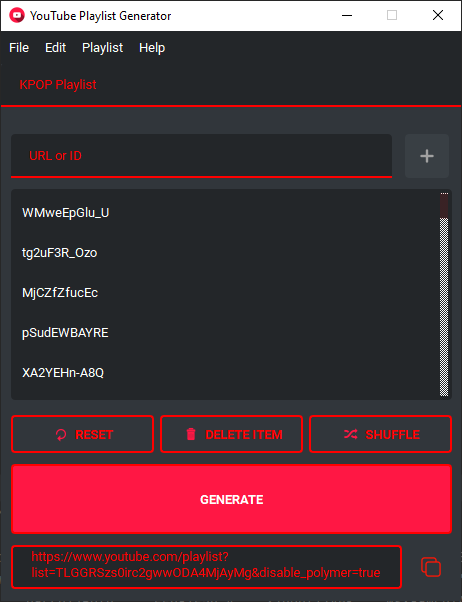 YouTube Playlist Generator
File Edit Playlist Help
KPOP Playlist
URL or ID
WMweEpGlu_U
tg2uF3R_Ozo
MjCZfZfucEc
pSudEWBAYRE
XA2YEHn-A8Q
RESET DELETE ITEM SHUFFLE
GENERATE
https://www.youtube.com/playlist?
list=TLGGRSzs0irc2gwwODA4MjAyMg&disable_polymer=true